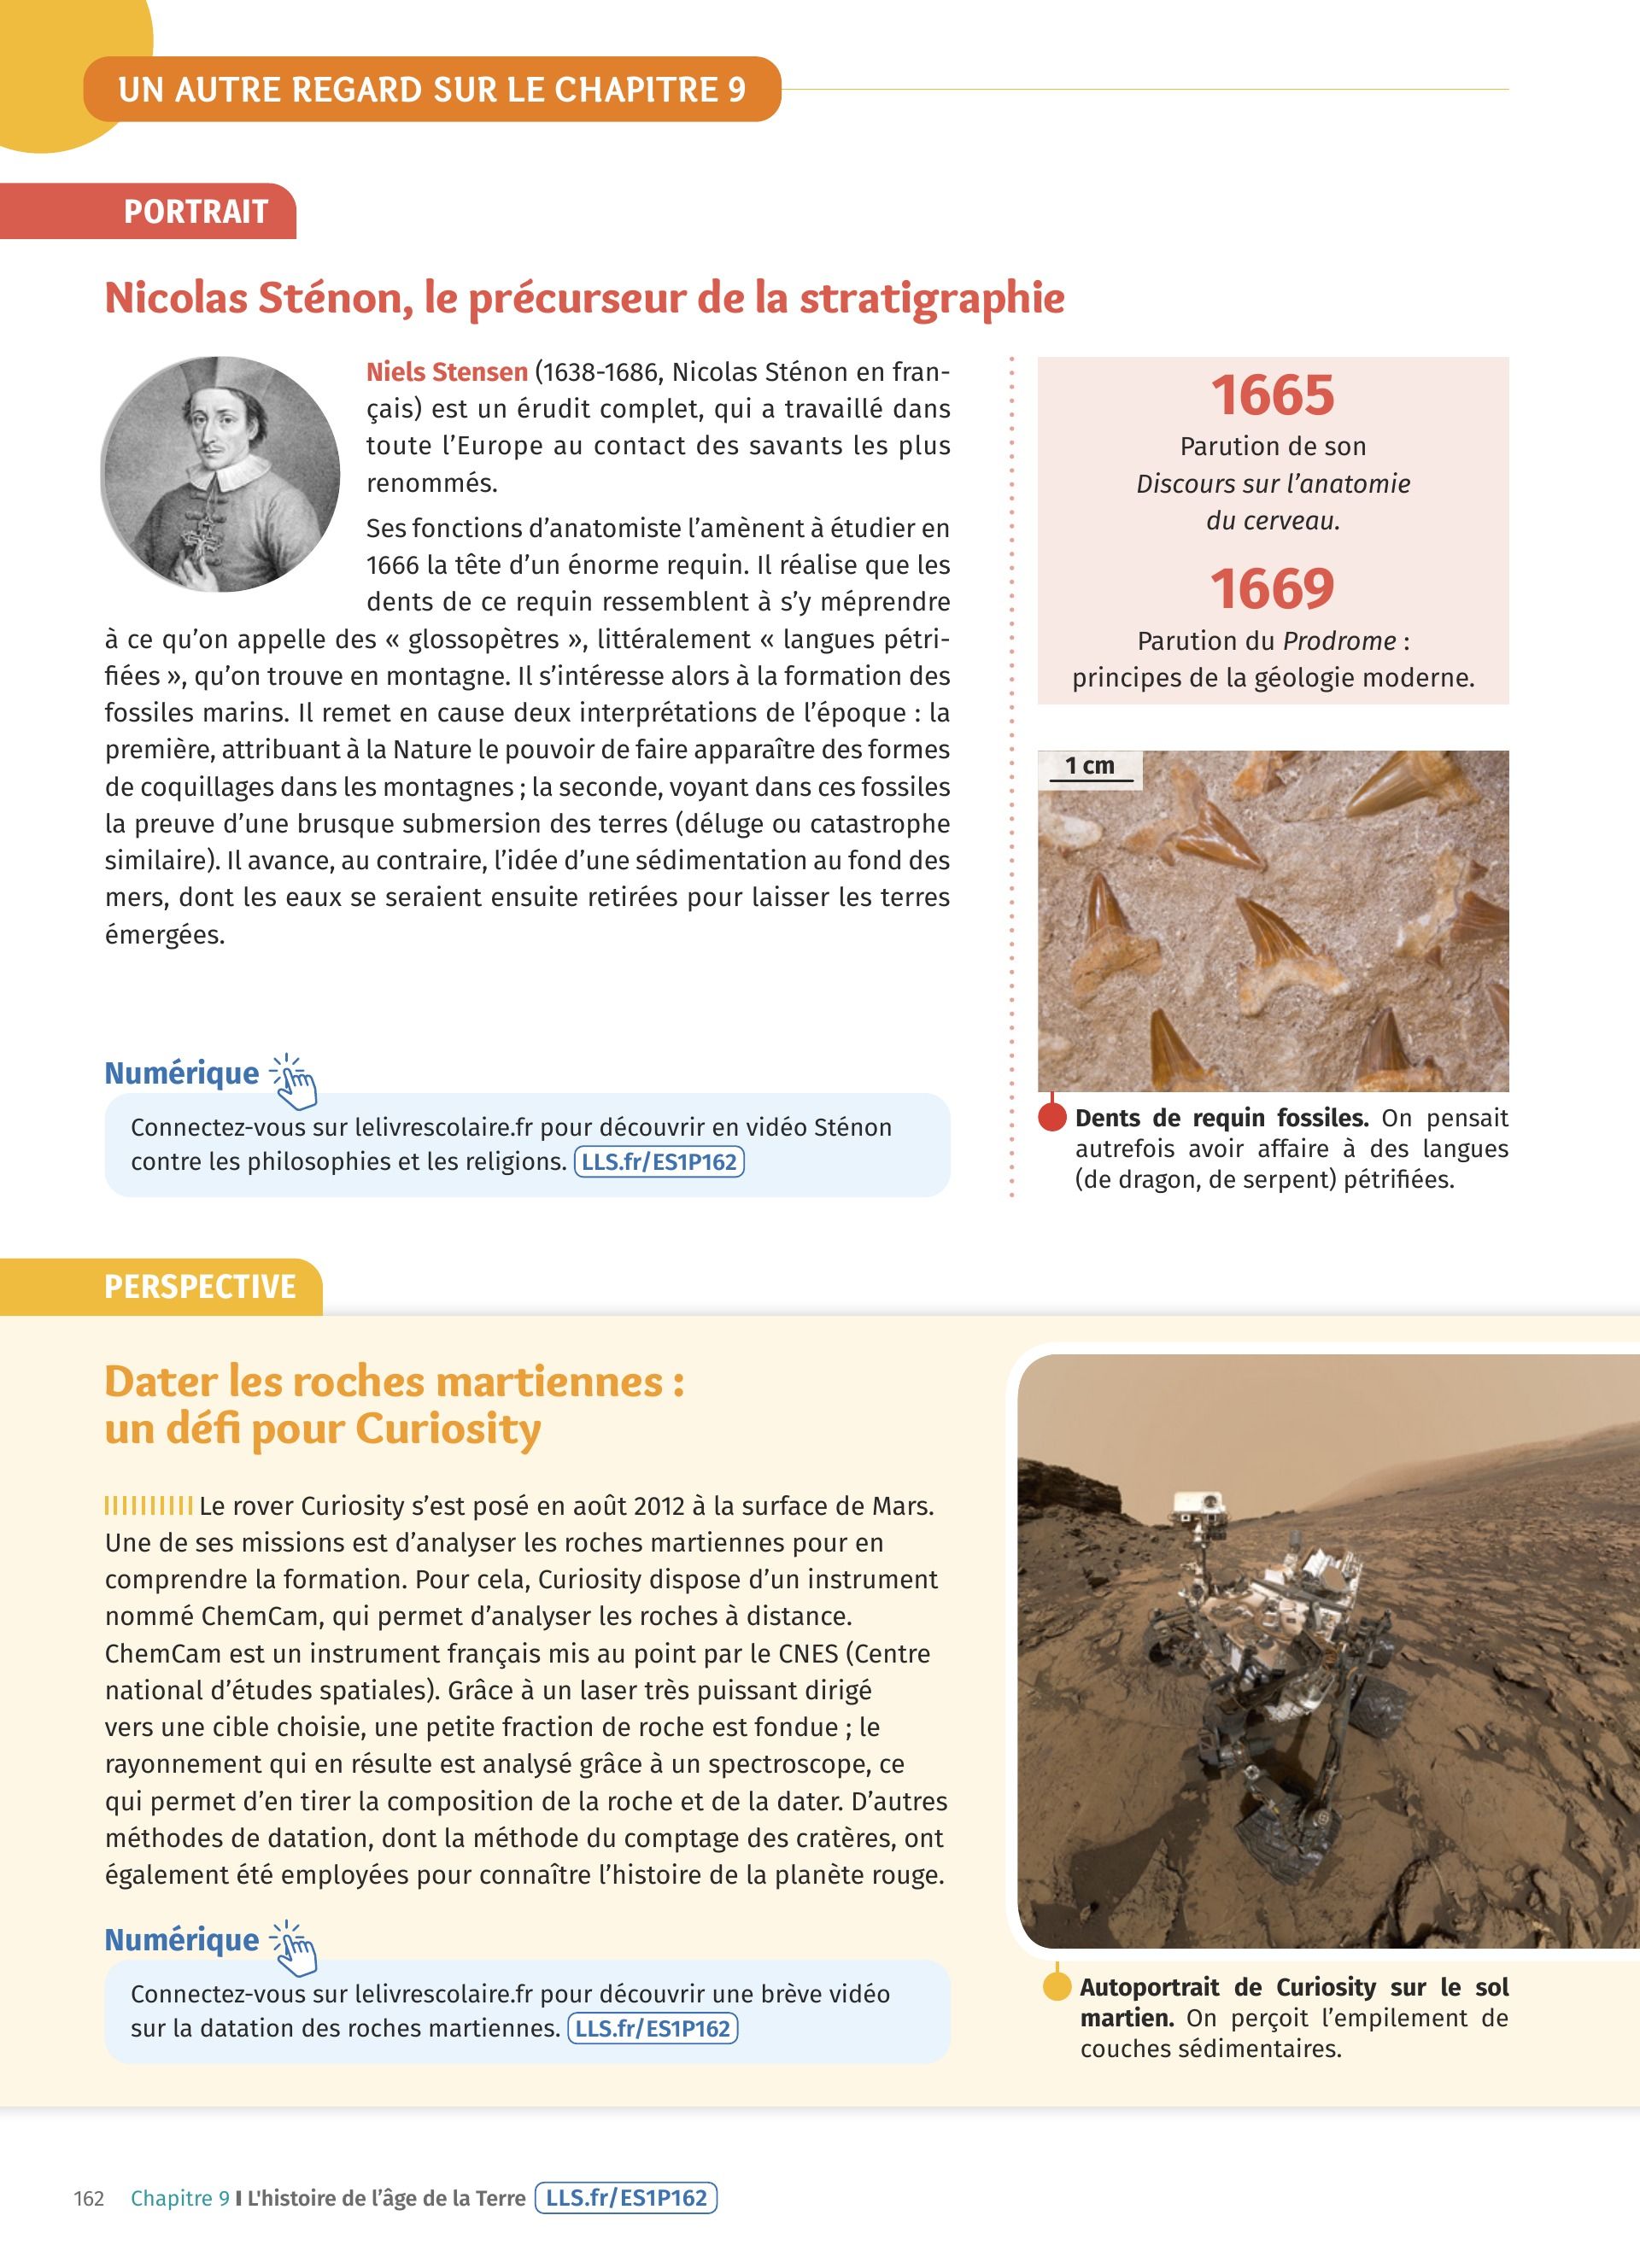 UN AUTRE REGARD SUR LE CHAPITRE 9
PORTRAIT
Nicolas Sténon, le précurseur de la stratigraphie
Niels Stensen (1638-1686, Nicolas Sténon en fran-
çais) est un érudit complet, qui a travaillé dans
toute l’Europe au contact des savants les plus
renommés.
Ses fonctions d’anatomiste l’amènent à étudier en
1666 la tête d’un énorme requin. Il réalise que les
dents de ce requin ressemblent à s’y méprendre
à ce qu’on appelle des « glossopètres », littéralement « langues pétri-
fiées », qu’on trouve en montagne. Il s’intéresse alors à la formation des
fossiles marins. Il remet en cause deux interprétations de l’époque : la
première, attribuant à la Nature le pouvoir de faire apparaître des formes
de coquillages dans les montagnes ; la seconde, voyant dans ces fossiles
la preuve d’une brusque submersion des terres (déluge ou catastrophe
similaire). Il avance, au contraire, l’idée d’une sédimentation au fond des
mers, dont les eaux se seraient ensuite retirées pour laisser les terres
émergées.
Numérique
Connectez-vous sur lelivrescolaire.fr pour découvrir en vidéo Sténon
contre les philosophies et les religions. LLS.fr/ES1P162
1665
Parution de son
Discours sur l’anatomie
du cerveau.
1669
Parution du Prodrome :
principes de la géologie moderne.
1 cm
Dents de requin fossiles. On pensait
autrefois avoir affaire à des langues
(de dragon, de serpent) pétrifiées.
PERSPECTIVE
Dater les roches martiennes :
un défi pour Curiosity
Le rover Curiosity s’est posé en août 2012 à la surface de Mars.
Une de ses missions est d’analyser les roches martiennes pour en
comprendre la formation. Pour cela, Curiosity dispose d’un instrument
nommé ChemCam, qui permet d’analyser les roches à distance.
ChemCam est un instrument français mis au point par le CNES (Centre
national d’études spatiales). Grâce à un laser très puissant dirigé
vers une cible choisie, une petite fraction de roche est fondue ; le
rayonnement qui en résulte est analysé grâce à un spectroscope, ce
qui permet d’en tirer la composition de la roche et de la dater. D’autres
méthodes de datation, dont la méthode du comptage des cratères, ont
également été employées pour connaître l’histoire de la planète rouge.
Numérique
Connectez-vous sur lelivrescolaire.fr pour découvrir une brève vidéo
sur la datation des roches martiennes. LLS.fr/ES1P162
Autoportrait de Curiosity sur le sol
martien. On perçoit l’empilement de
couches sédimentaires.
162 Chapitre 9 I L'histoire de l’âge de la Terre LLS.fr/ES1P162